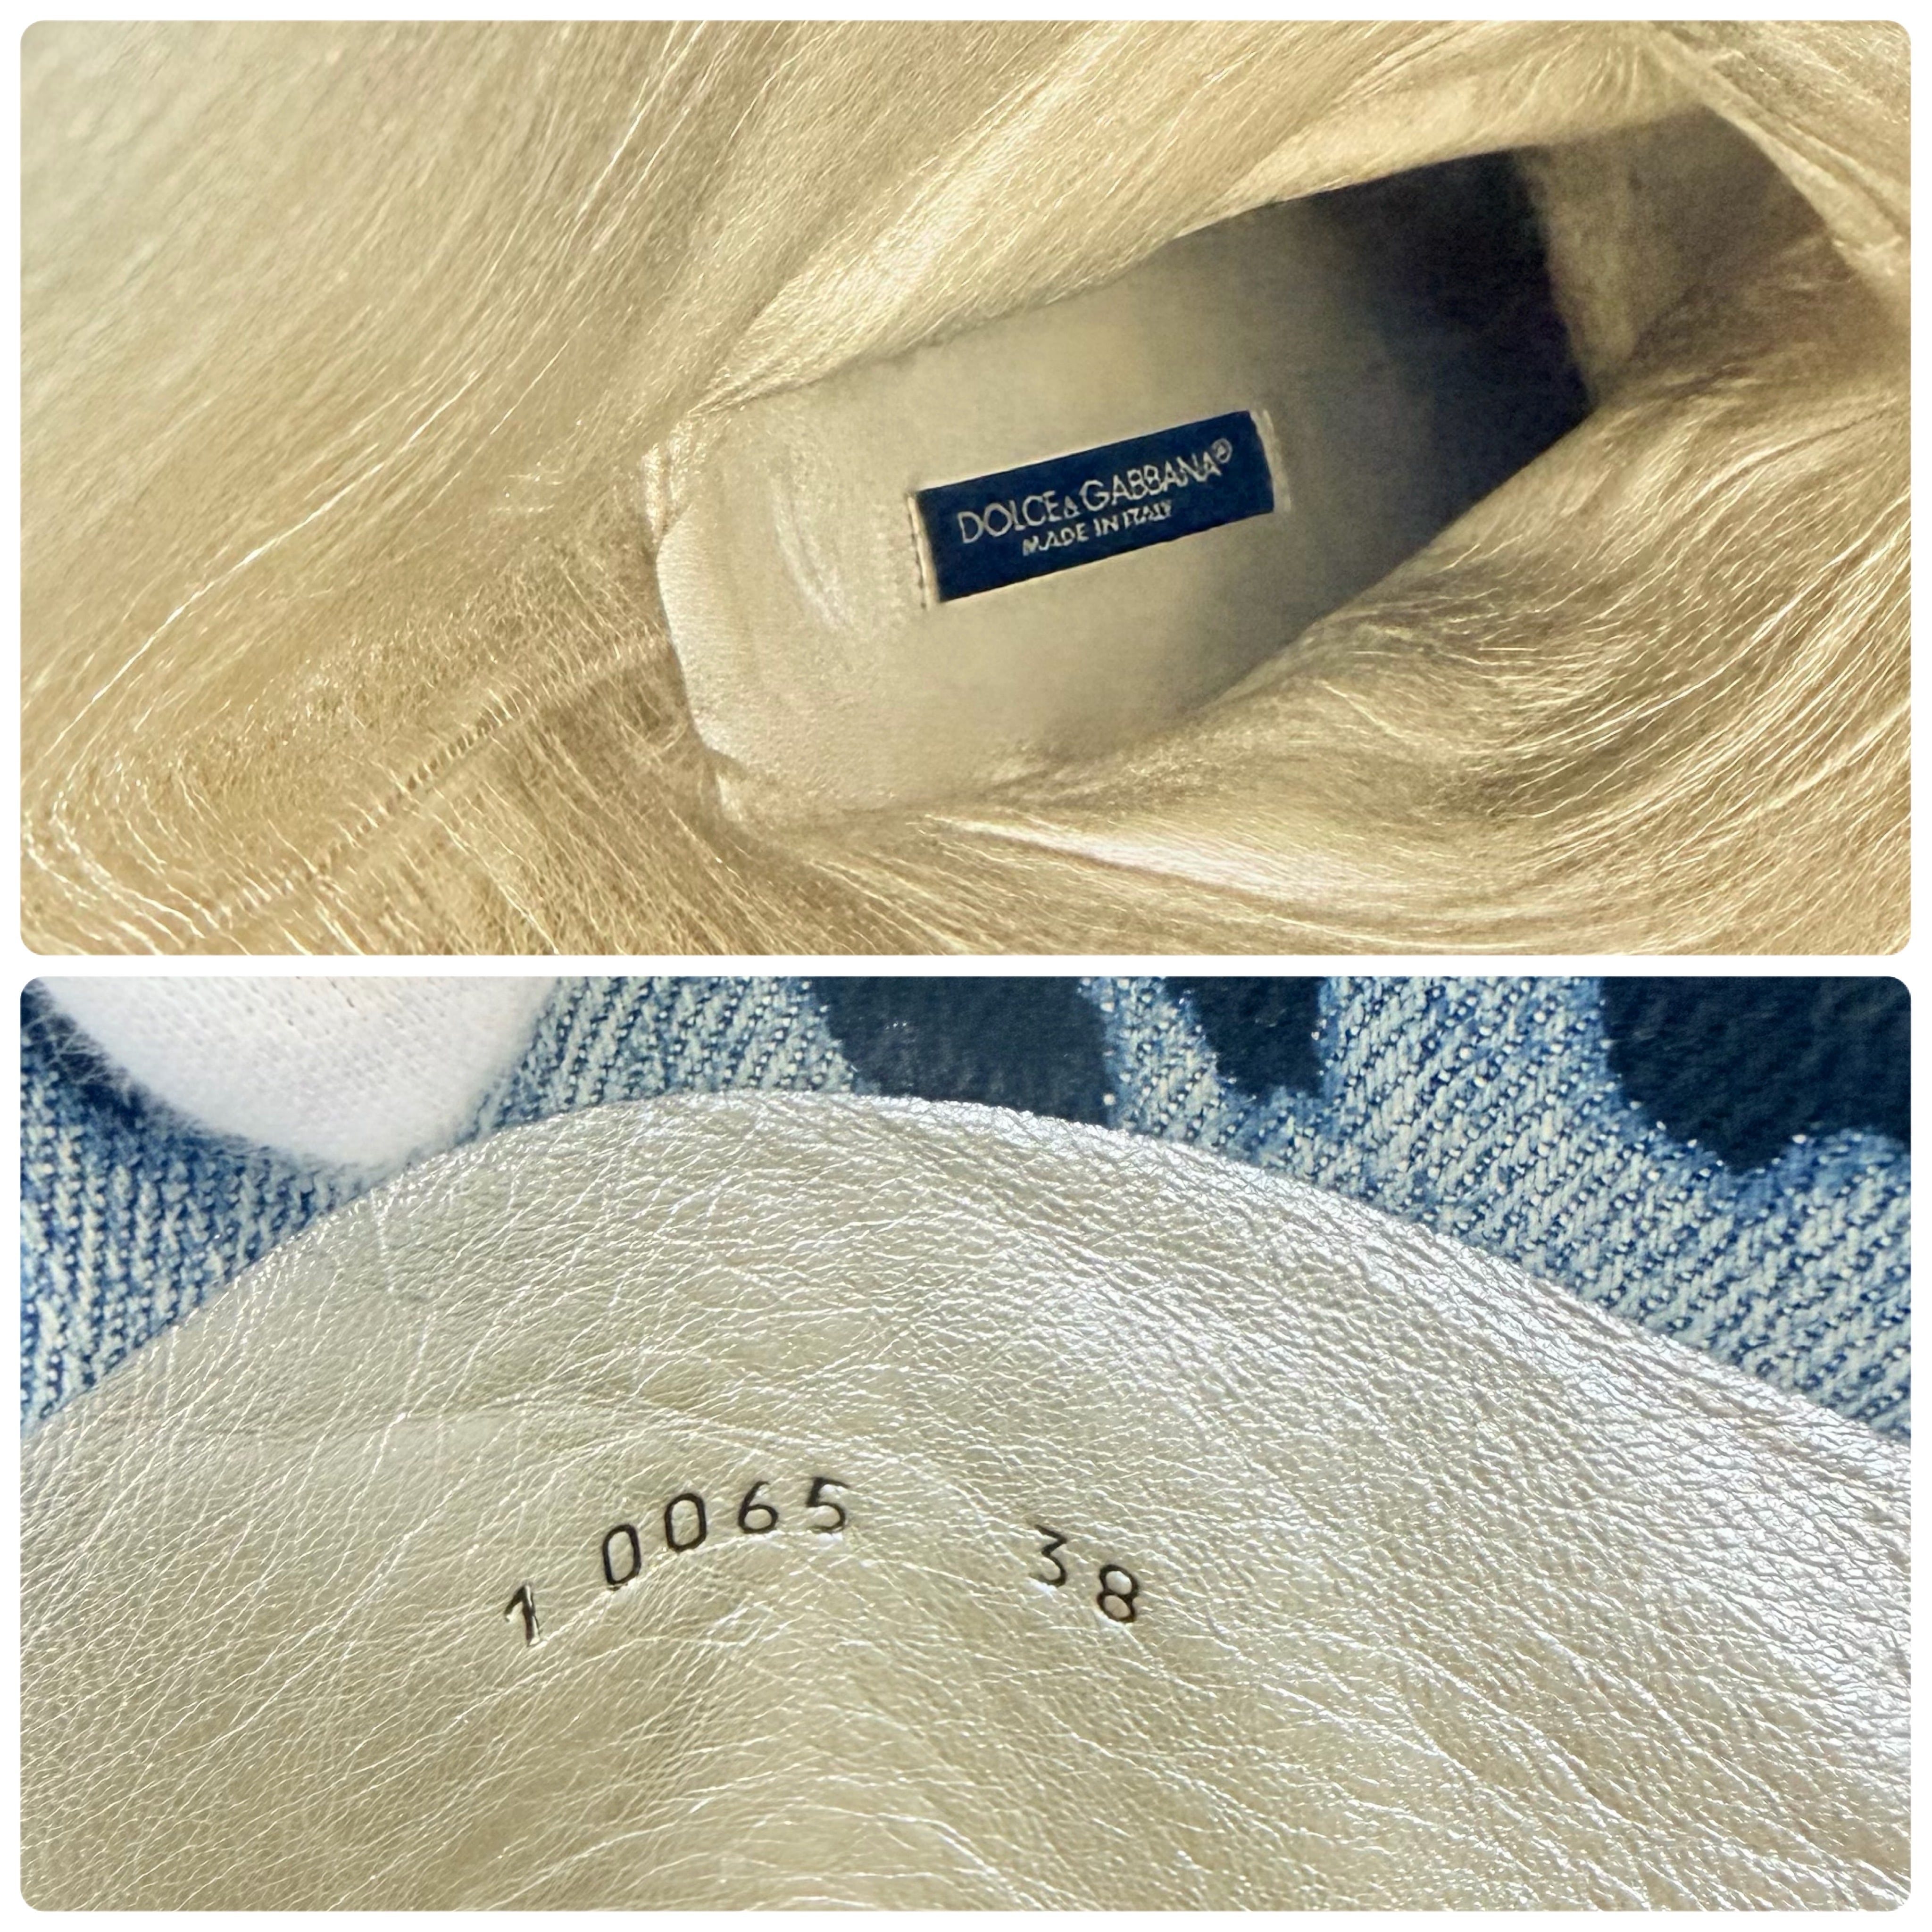 DOLCE&GABBANA®
MADE IN ITALY
1 0065 38